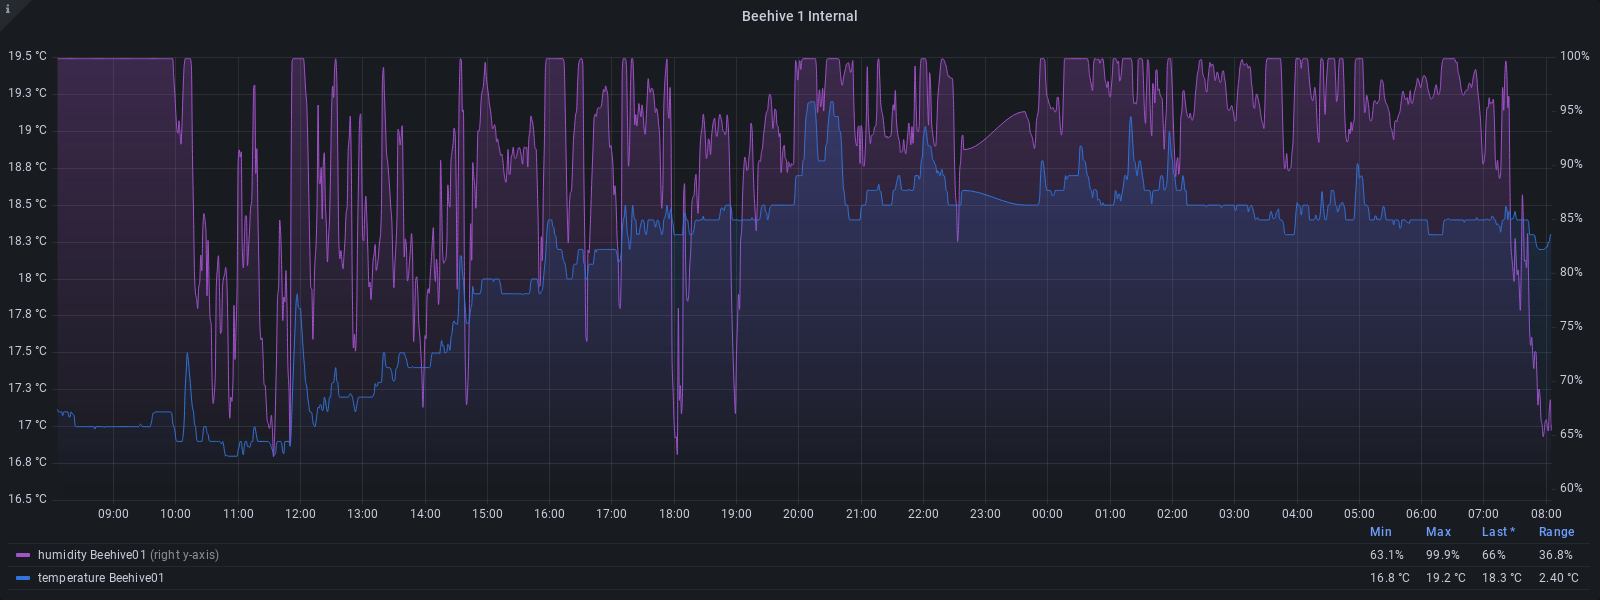 i
Beehive 1 Internal
19.5 °C 100%
19.3 °C 95%
19 °C 90%
18.8 °C 85%
18.5 °C 80%
18.3 °C 75%
18 °C 70%
17.8 °C 65%
17.5 °C 60%
17.3 °C
17 °C
16.8 °C
16.5 °C
09:00 10:00 11:00 12:00 13:00 14:00 15:00 16:00 17:00 18:00 19:00 20:00 21:00 22:00 23:00 00:00 01:00 02:00 03:00 04:00 05:00 06:00 07:00 08:00
Min Max Last * Range
humidity Beehive01 (right y-axis) 63.1% 99.9% 66% 36.8%
temperature Beehive01 16.8 °C 19.2 °C 18.3 °C 2.40 °C